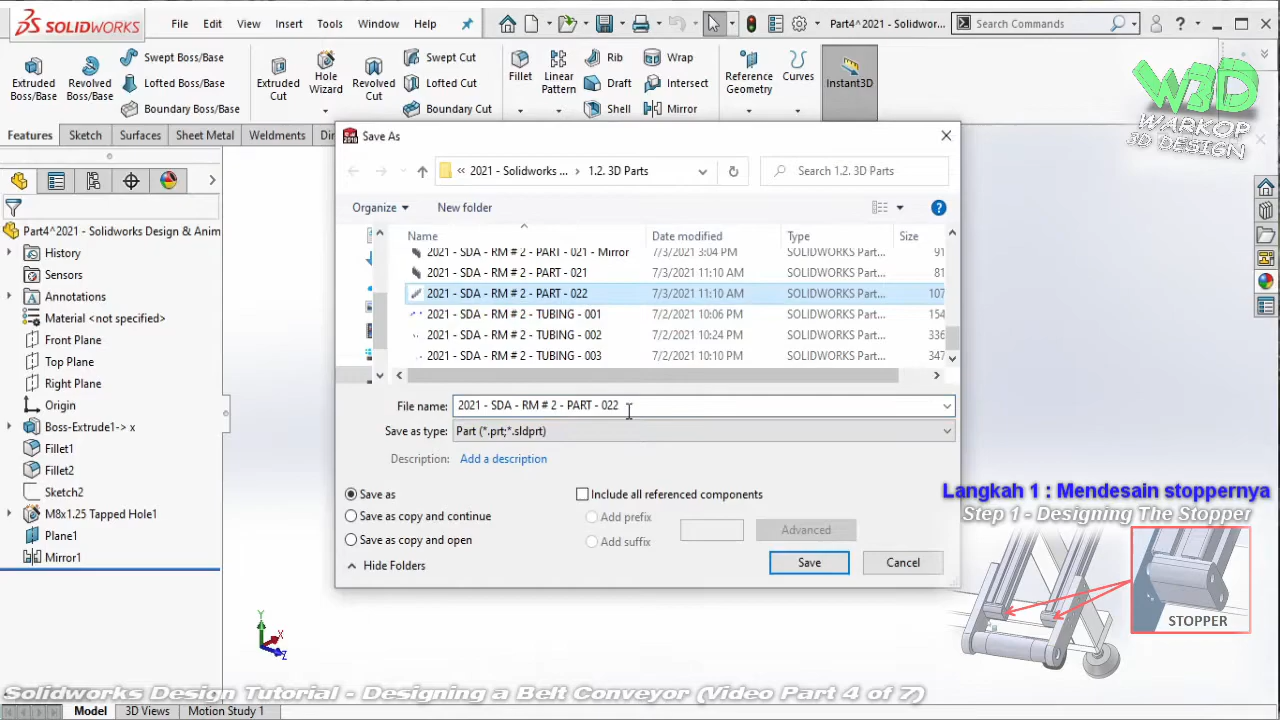 SOLIDWORKS
File Edit View Insert Tools Window Help
Part4^2021 - Solidworks...
Search Commands
Extruded Boss/Base
Revolved Boss/Base
Swept Boss/Base
Lofted Boss/Base
Boundary Boss/Base
Extruded Cut
Hole Wizard
Revolved Cut
Swept Cut
Lofted Cut
Boundary Cut
Fillet
Linear Pattern
Rib
Draft
Shell
Wrap
Intersect
Mirror
Reference Geometry
Curves
Instant3D
W3D
WARKOP
3D DESIGN
Features Sketch Surfaces Sheet Metal Weldments
Save As
« 2021 - Solidworks ... › 1.2. 3D Parts
Search 1.2. 3D Parts
Organize New folder
Name Date modified Type Size
2021 - SDA - RM # 2 - PART - 021 - Mirror 7/3/2021 3:04 PM SOLIDWORKS Part... 91
2021 - SDA - RM # 2 - PART - 021 7/3/2021 11:10 AM SOLIDWORKS Part... 81
2021 - SDA - RM # 2 - PART - 022 7/3/2021 11:10 AM SOLIDWORKS Part... 107
2021 - SDA - RM # 2 - TUBING - 001 7/2/2021 10:06 PM SOLIDWORKS Part... 154
2021 - SDA - RM # 2 - TUBING - 002 7/2/2021 10:24 PM SOLIDWORKS Part... 336
2021 - SDA - RM # 2 - TUBING - 003 7/2/2021 10:10 PM SOLIDWORKS Part... 347
File name: 2021 - SDA - RM # 2 - PART - 022
Save as type: Part (*.prt;*.sldprt)
Description: Add a description
Save as
Save as copy and continue
Save as copy and open
Include all referenced components
Add prefix
Add suffix
Advanced
Hide Folders
Save
Cancel
Part4^2021 - Solidworks Design & Anim
History
Sensors
Annotations
Material <not specified>
Front Plane
Top Plane
Right Plane
Origin
Boss-Extrude1-> x
Fillet1
Fillet2
Sketch2
M8x1.25 Tapped Hole1
Plane1
Mirror1
Y
X
Z
Langkah 1 : Mendesain stoppernya
Step 1 - Designing The Stopper
STOPPER
Solidworks Design Tutorial - Designing a Belt Conveyor (Video Part 4 of 7)
Model 3D Views Motion Study 1